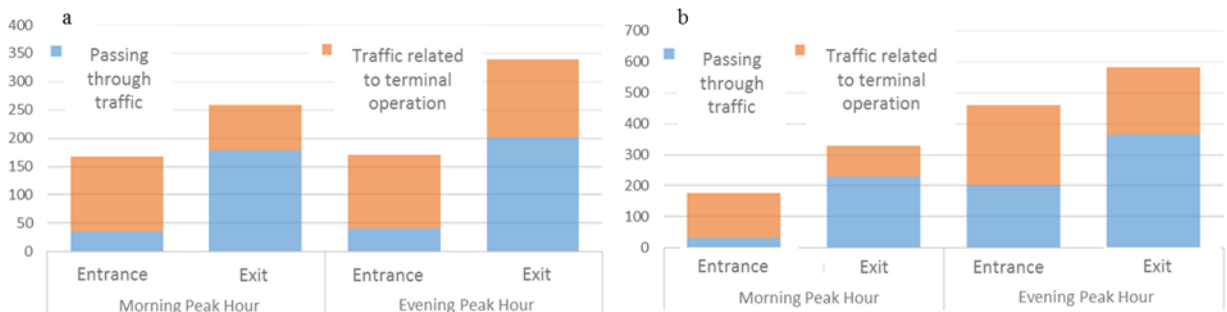 a
400
350
300
250
200
150
100
50
0
Passing
through
traffic
Traffic related
to terminal
operation
Entrance
Exit
Entrance
Exit
Morning Peak Hour
Evening Peak Hour
b
700
600
500
400
300
200
100
0
Passing
through
traffic
Traffic related
to terminal
operation
Entrance
Exit
Entrance
Exit
Morning Peak Hour
Evening Peak Hour